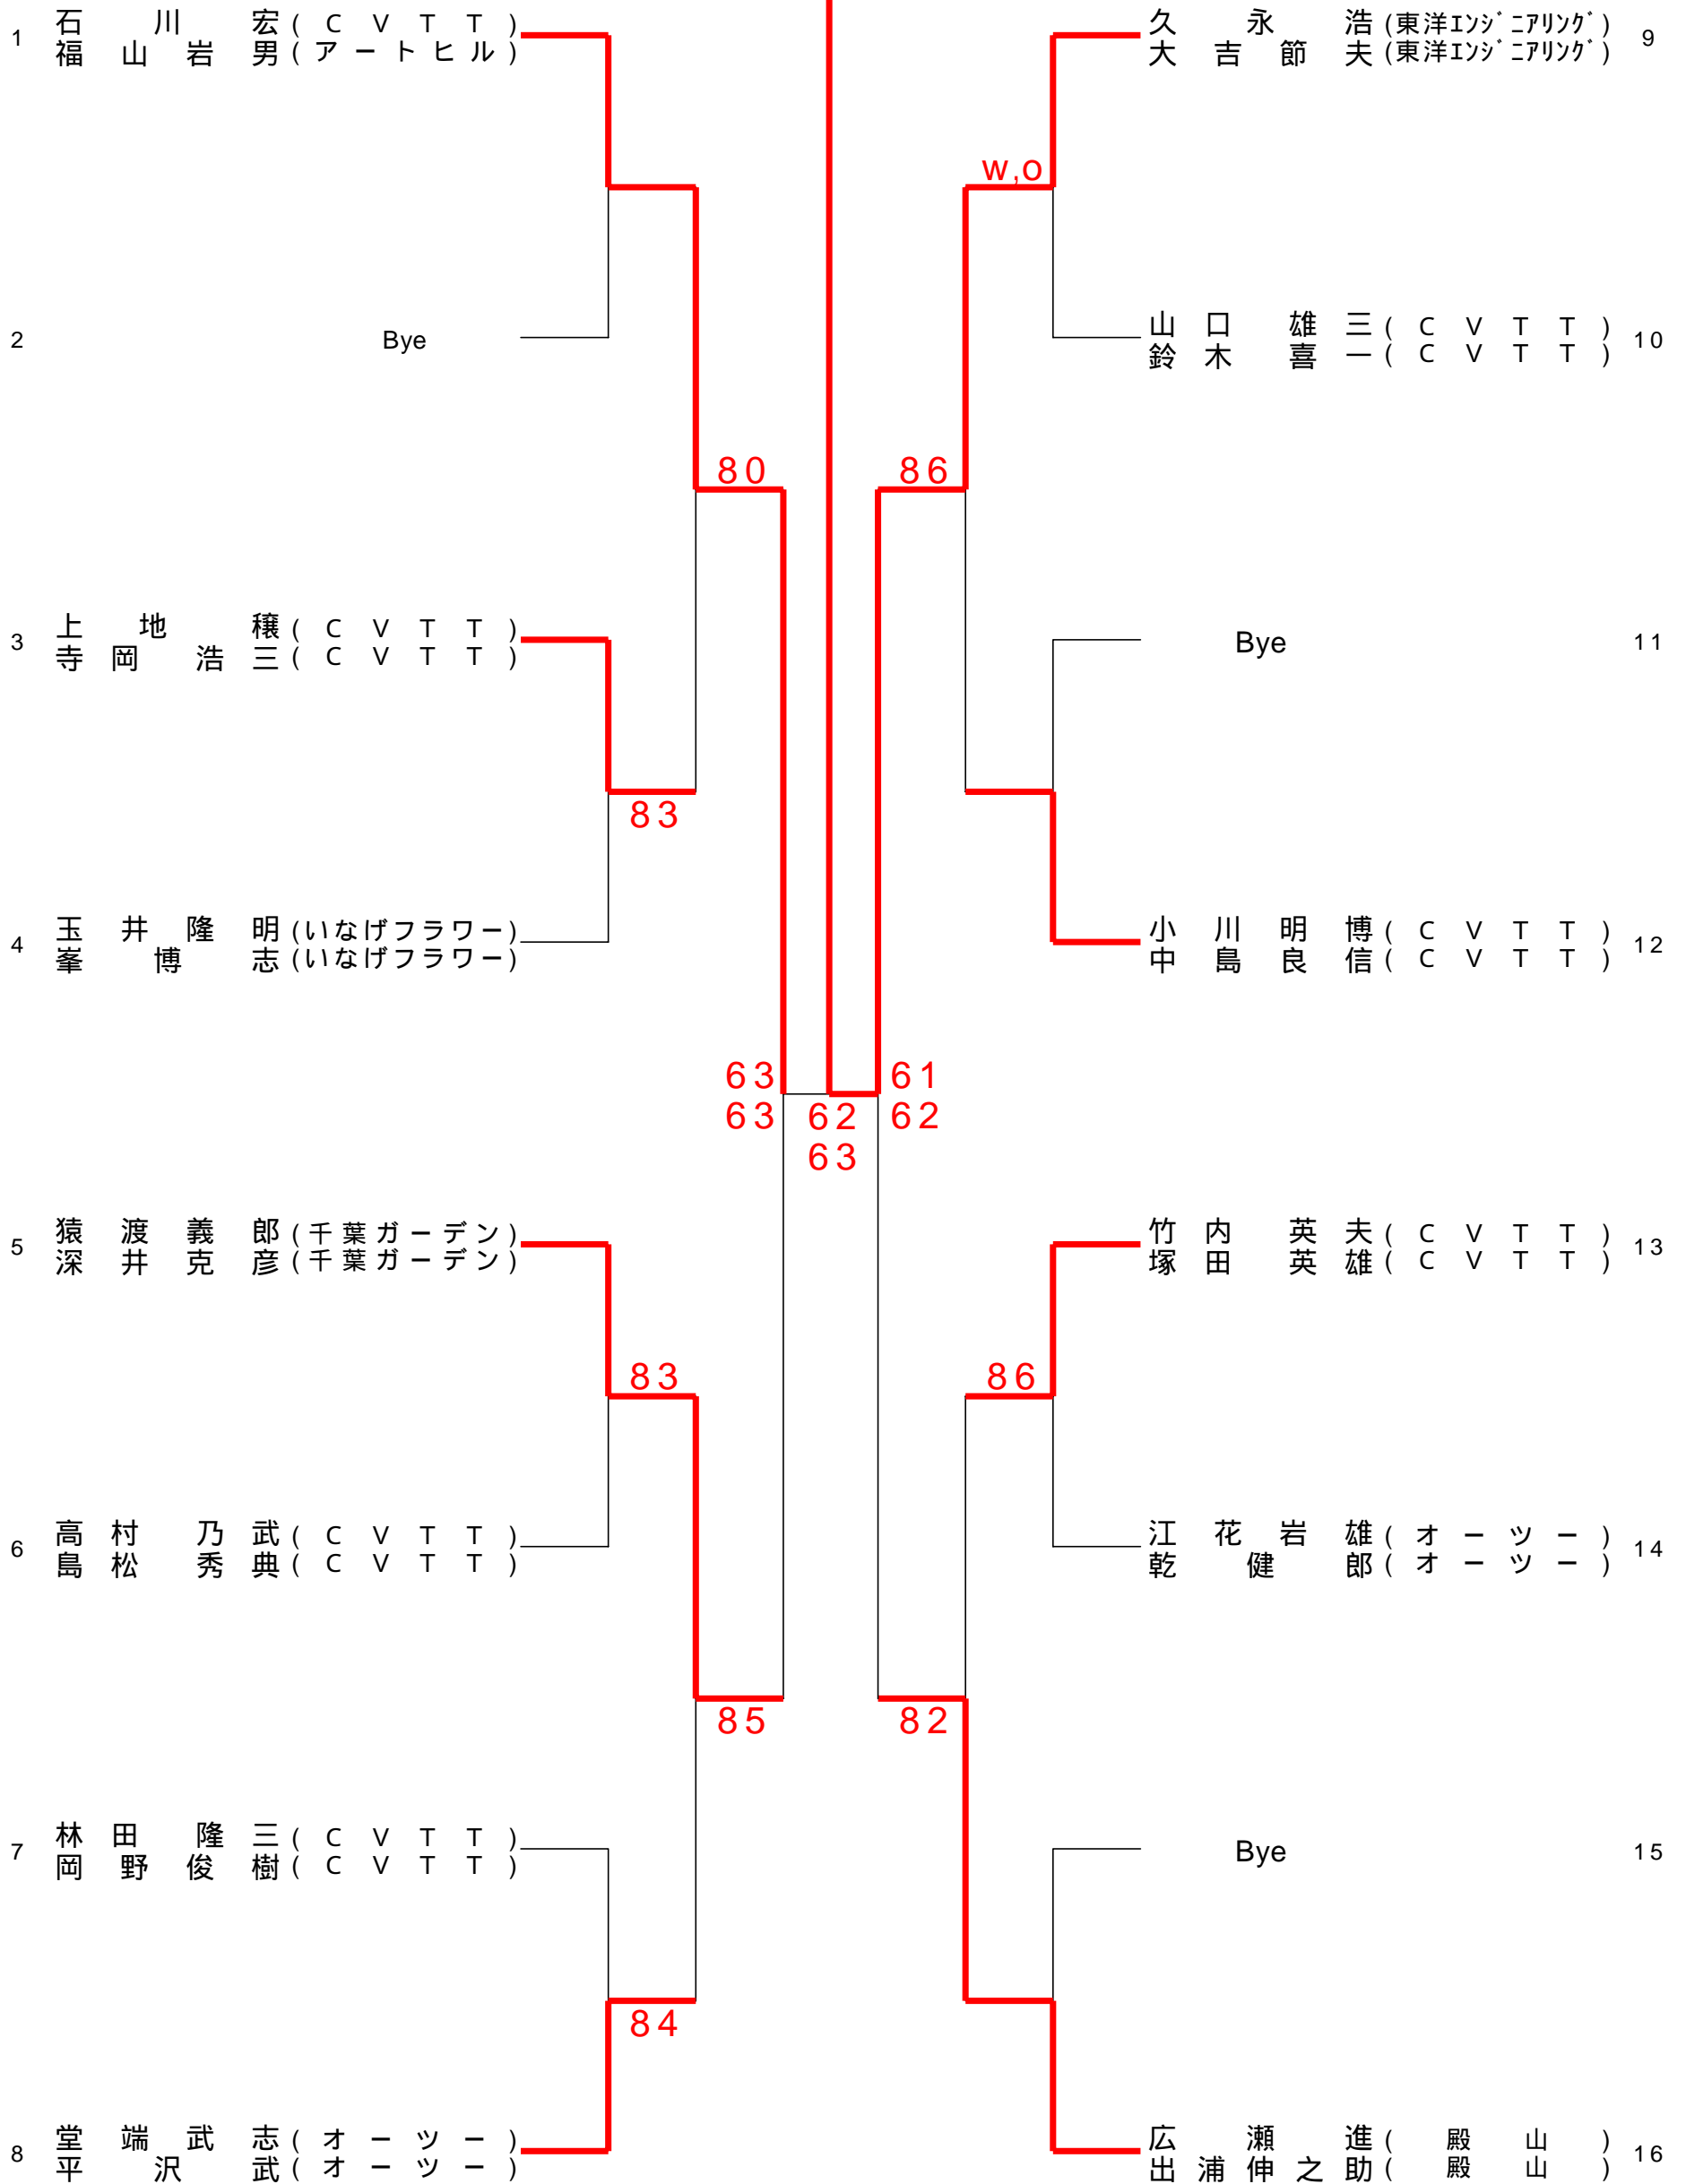 1 石川宏(CVTT)
福山岩男(アートヒル)
2 Bye
80
3 上地穣(CVTT)
寺岡浩三(CVTT)
83
4 玉井隆明(いなげフラワー)
峯博志(いなげフラワー)
63
63
5 猿渡義郎(千葉ガーデン)
深井克彦(千葉ガーデン)
83
6 高村乃武(CVTT)
島松秀典(CVTT)
85
7 林田隆三(CVTT)
岡野俊樹(CVTT)
84
8 堂端武志(オーツー)
平沢武(オーツー)
62
63
久永浩(東洋エンジニアリング) 9
大吉節夫(東洋エンジニアリング)
w,o
山口雄三(CVTT) 10
鈴木喜一(CVTT)
86
Bye 11
小川明博(CVTT) 12
中島良信(CVTT)
61
62
竹内英夫(CVTT) 13
塚田英雄(CVTT)
86
江花岩雄(オーツー) 14
乾健郎(オーツー)
82
Bye 15
広瀬進(殿山) 16
出浦伸之助(殿山)